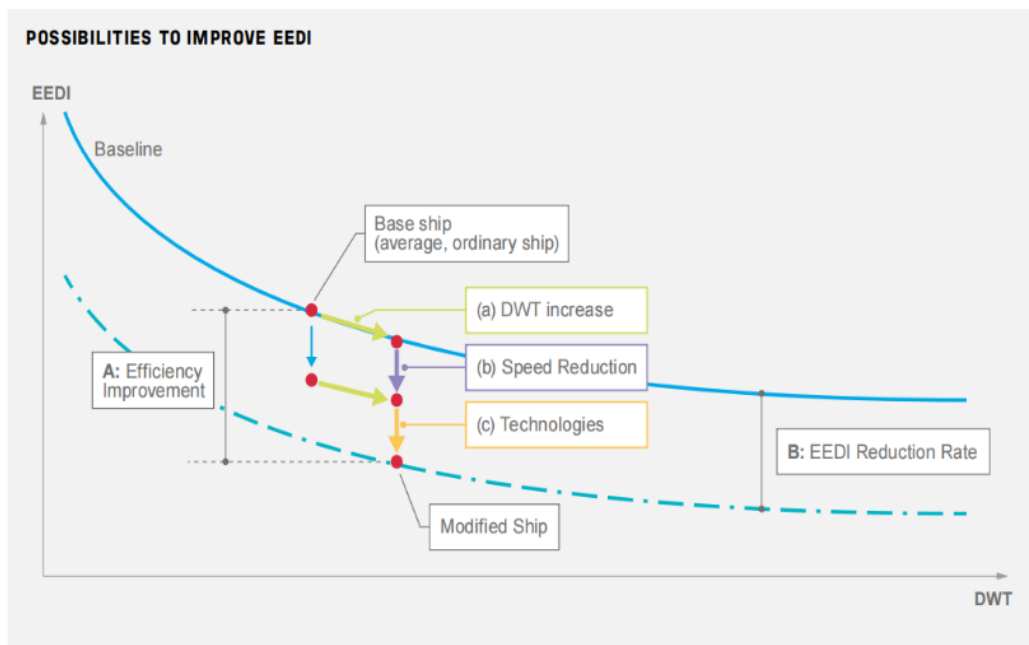 POSSIBILITIES TO IMPROVE EEDI
EEDI
Baseline
Base ship
(average, ordinary ship)
(a) DWT increase
(b) Speed Reduction
A: Efficiency
Improvement
(c) Technologies
B: EEDI Reduction Rate
Modified Ship
DWT